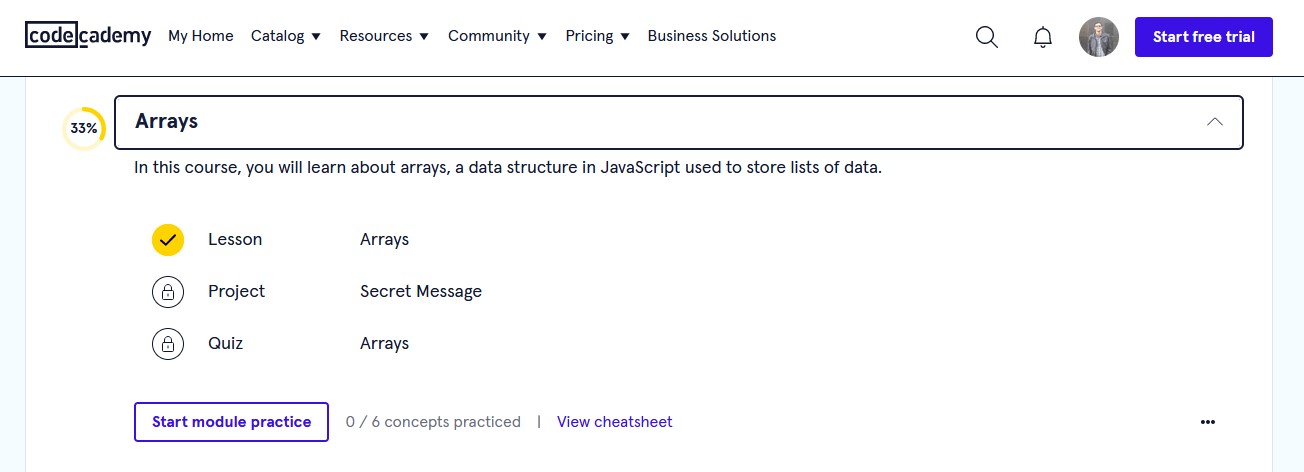 codecademy My Home Catalog Resources Community Pricing Business Solutions Start free trial
33% Arrays
In this course, you will learn about arrays, a data structure in JavaScript used to store lists of data.
Lesson Arrays
Project Secret Message
Quiz Arrays
Start module practice 0 / 6 concepts practiced | View cheatsheet